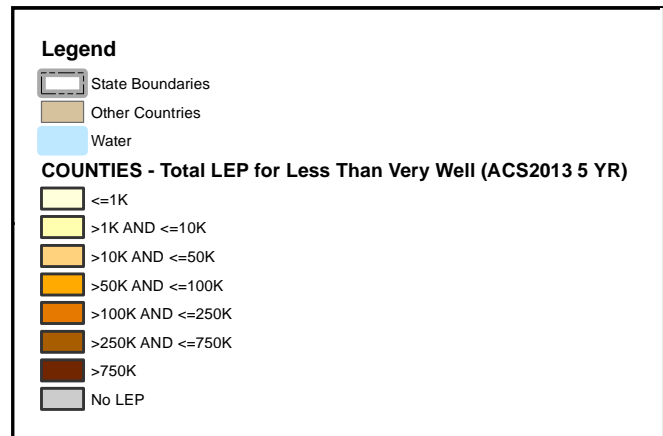 Legend
State Boundaries
Other Countries
Water
COUNTIES - Total LEP for Less Than Very Well (ACS2013 5 YR)
<=1K
>1K AND <=10K
>10K AND <=50K
>50K AND <=100K
>100K AND <=250K
>250K AND <=750K
>750K
No LEP